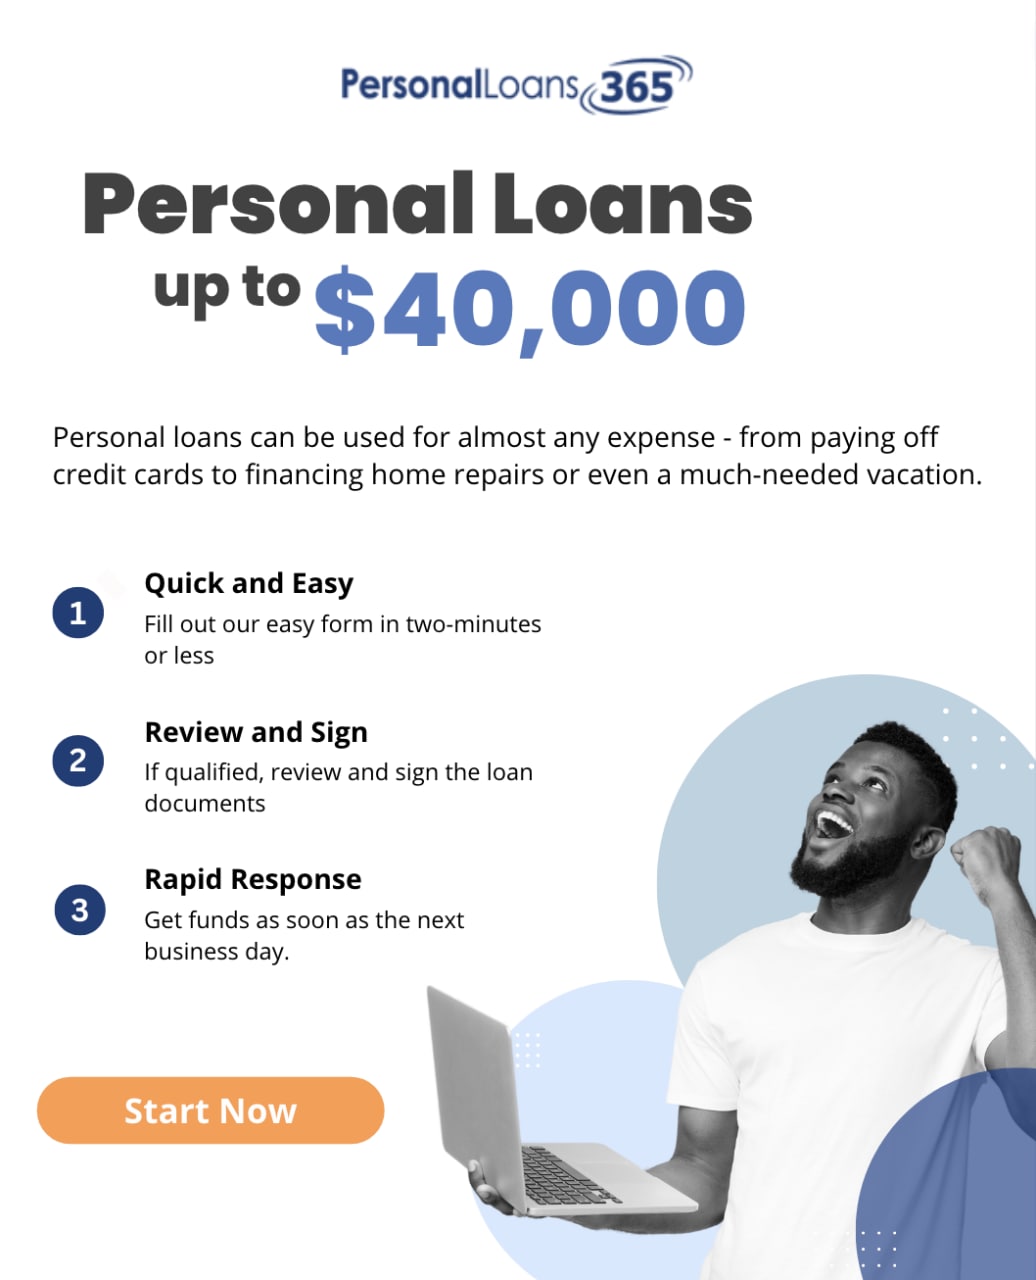 PersonalLoans 365
Personal Loans
up to $40,000
Personal loans can be used for almost any expense - from paying off
credit cards to financing home repairs or even a much-needed vacation.
1
Quick and Easy
Fill out our easy form in two-minutes
or less
2
Review and Sign
If qualified, review and sign the loan
documents
3
Rapid Response
Get funds as soon as the next
business day.
Start Now